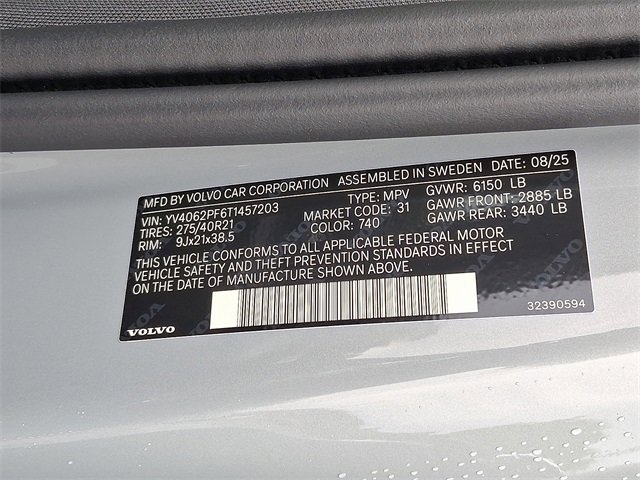 MFD BY VOLVO CAR CORPORATION ASSEMBLED IN SWEDEN DATE: 08/25
VIN: YV4062PF6T1457203 TYPE: MPV GVWR: 6150 LB
TIRES: 275/40R21 MARKET CODE: 31 GAWR FRONT: 2885 LB
RIM: 9Jx21x38.5 COLOR: 740 GAWR REAR: 3440 LB
THIS VEHICLE CONFORMS TO ALL APPLICABLE FEDERAL MOTOR
VEHICLE SAFETY AND THEFT PREVENTION STANDARDS IN EFFECT
ON THE DATE OF MANUFACTURE SHOWN ABOVE.
VOLVO 32390594